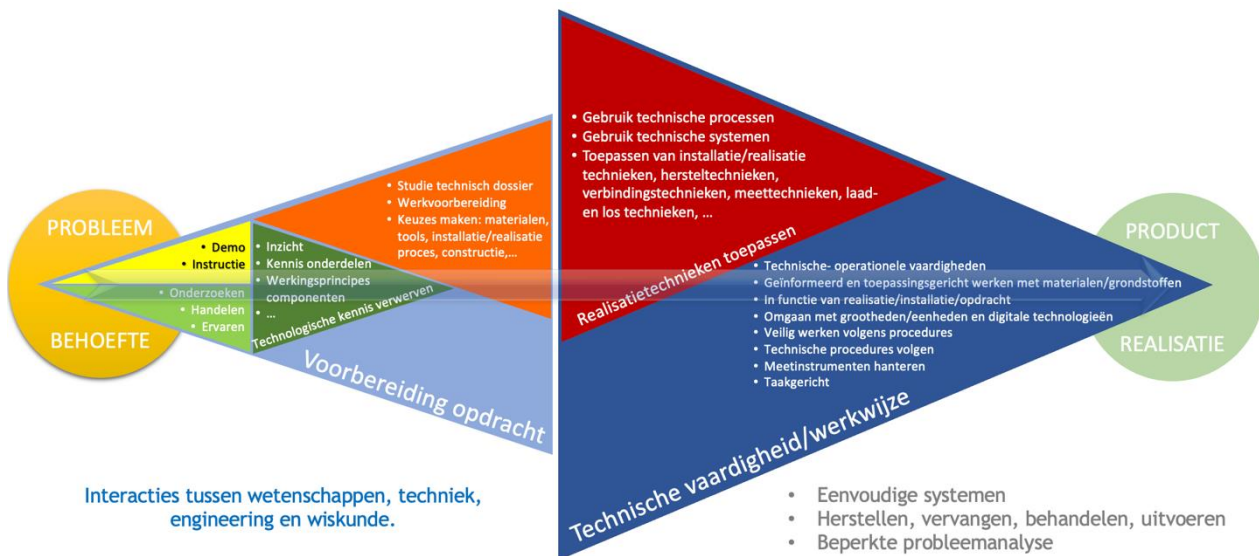 PROBLEEM
BEHOEFTE
• Demo
• Instructie
• Onderzoeken
• Handelen
• Ervaren
• Inzicht
• Kennis onderdelen
• Werkingsprincipes
componenten
• ...
Technologische kennis verwerven
• Studie technisch dossier
• Werkvoorbereiding
• Keuzes maken: materialen,
tools, installatie/realisatie
proces, constructie,...
Voorbereiding opdracht
• Gebruik technische processen
• Gebruik technische systemen
• Toepassen van installatie/realisatie
technieken, hersteltechnieken,
verbindingstechnieken, meettechnieken, laad-
en los technieken, ...
Realisatietechnieken toepassen
• Technische- operationele vaardigheden
• Geïnformeerd en toepassingsgericht werken met materialen/grondstoffen
• In functie van realisatie/installatie/opdracht
• Omgaan met grootheden/eenheden en digitale technologieën
• Veilig werken volgens procedures
• Technische procedures volgen
• Meetinstrumenten hanteren
• Taakgericht
Technische vaardigheid/werkwijze
PRODUCT
REALISATIE
Interacties tussen wetenschappen, techniek,
engineering en wiskunde.
• Eenvoudige systemen
• Herstellen, vervangen, behandelen, uitvoeren
• Beperkte probleemanalyse